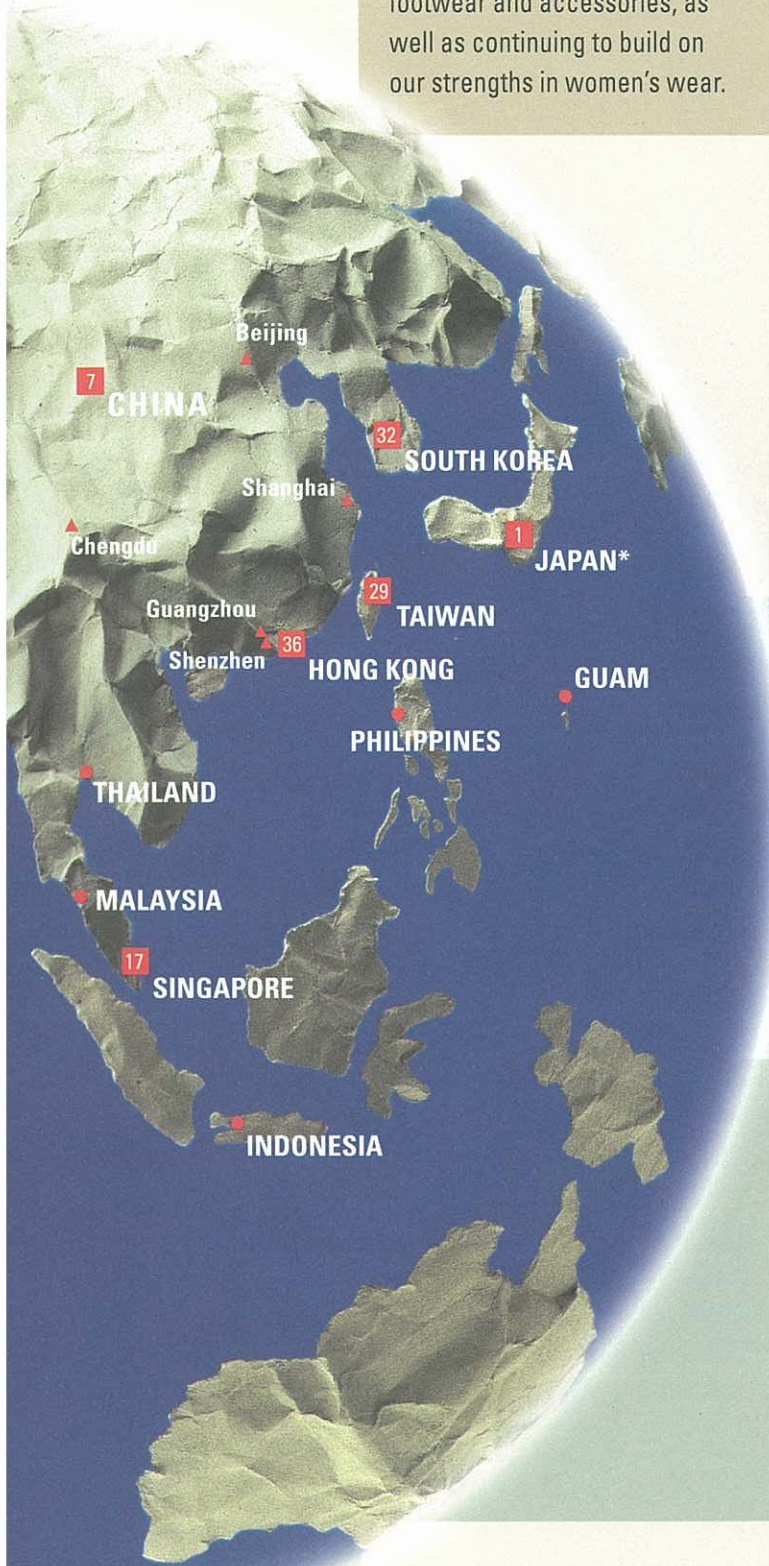 footwear and accessories, as
well as continuing to build on
our strengths in women's wear.
Beijing
7
CHINA
32
SOUTH KOREA
Shanghai
1
JAPAN*
Chengdu
29
TAIWAN
Guangzhou
36
Shenzhen
HONG KONG
GUAM
PHILIPPINES
THAILAND
MALAYSIA
17
SINGAPORE
INDONESIA